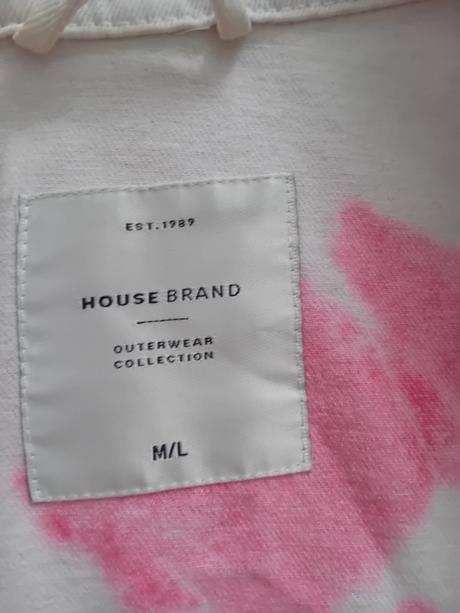 EST.1989
HOUSE BRAND
OUTERWEAR
COLLECTION
M/L